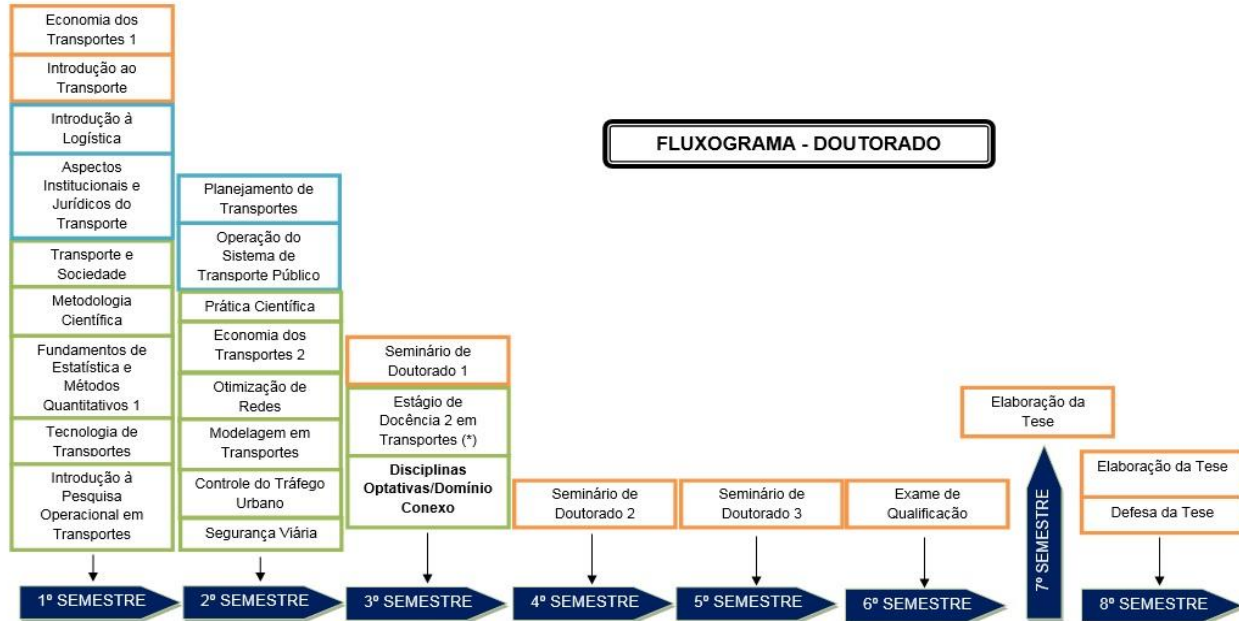 FLUXOGRAMA - DOUTORADO
Economia dos
Transportes 1
Introdução ao
Transporte
Introdução à
Logística
Aspectos
Institucionais e
Jurídicos do
Transporte
Transporte e
Sociedade
Metodologia
Científica
Fundamentos de
Estatística e
Métodos
Quantitativos 1
Tecnologia de
Transportes
Introdução à
Pesquisa
Operacional em
Transportes
1º SEMESTRE
Planejamento de
Transportes
Operação do
Sistema de
Transporte Público
Prática Científica
Economia dos
Transportes 2
Otimização de
Redes
Modelagem em
Transportes
Controle do Tráfego
Urbano
Segurança Viária
2º SEMESTRE
Seminário de
Doutorado 1
Estágio de
Docência 2 em
Transportes (*)
Disciplinas
Optativas/Domínio
Conexo
3º SEMESTRE
Seminário de
Doutorado 2
4º SEMESTRE
Seminário de
Doutorado 3
5º SEMESTRE
Exame de
Qualificação
6º SEMESTRE
Elaboração da
Tese
7º SEMESTRE
Elaboração da Tese
Defesa da Tese
8º SEMESTRE